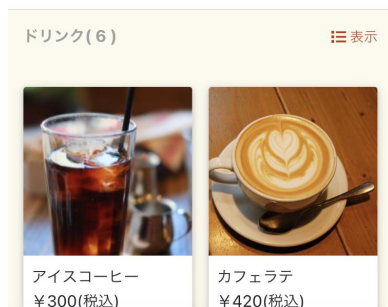 ドリンク( 6 )
表示
アイスコーヒー
カフェラテ
￥300(税込)
￥420(税込)